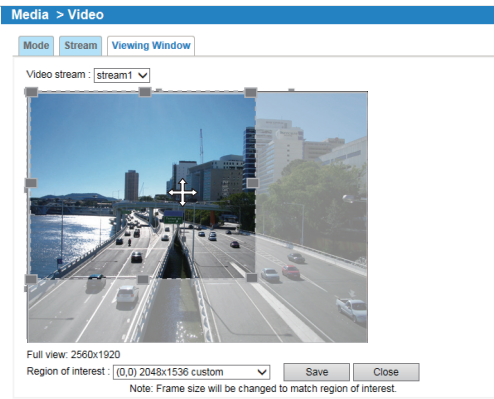 Media > Video
Mode Stream Viewing Window
Video stream : stream1
Full view: 2560x1920
Region of interest : (0,0) 2048x1536 custom Save Close
Note: Frame size will be changed to match region of interest.